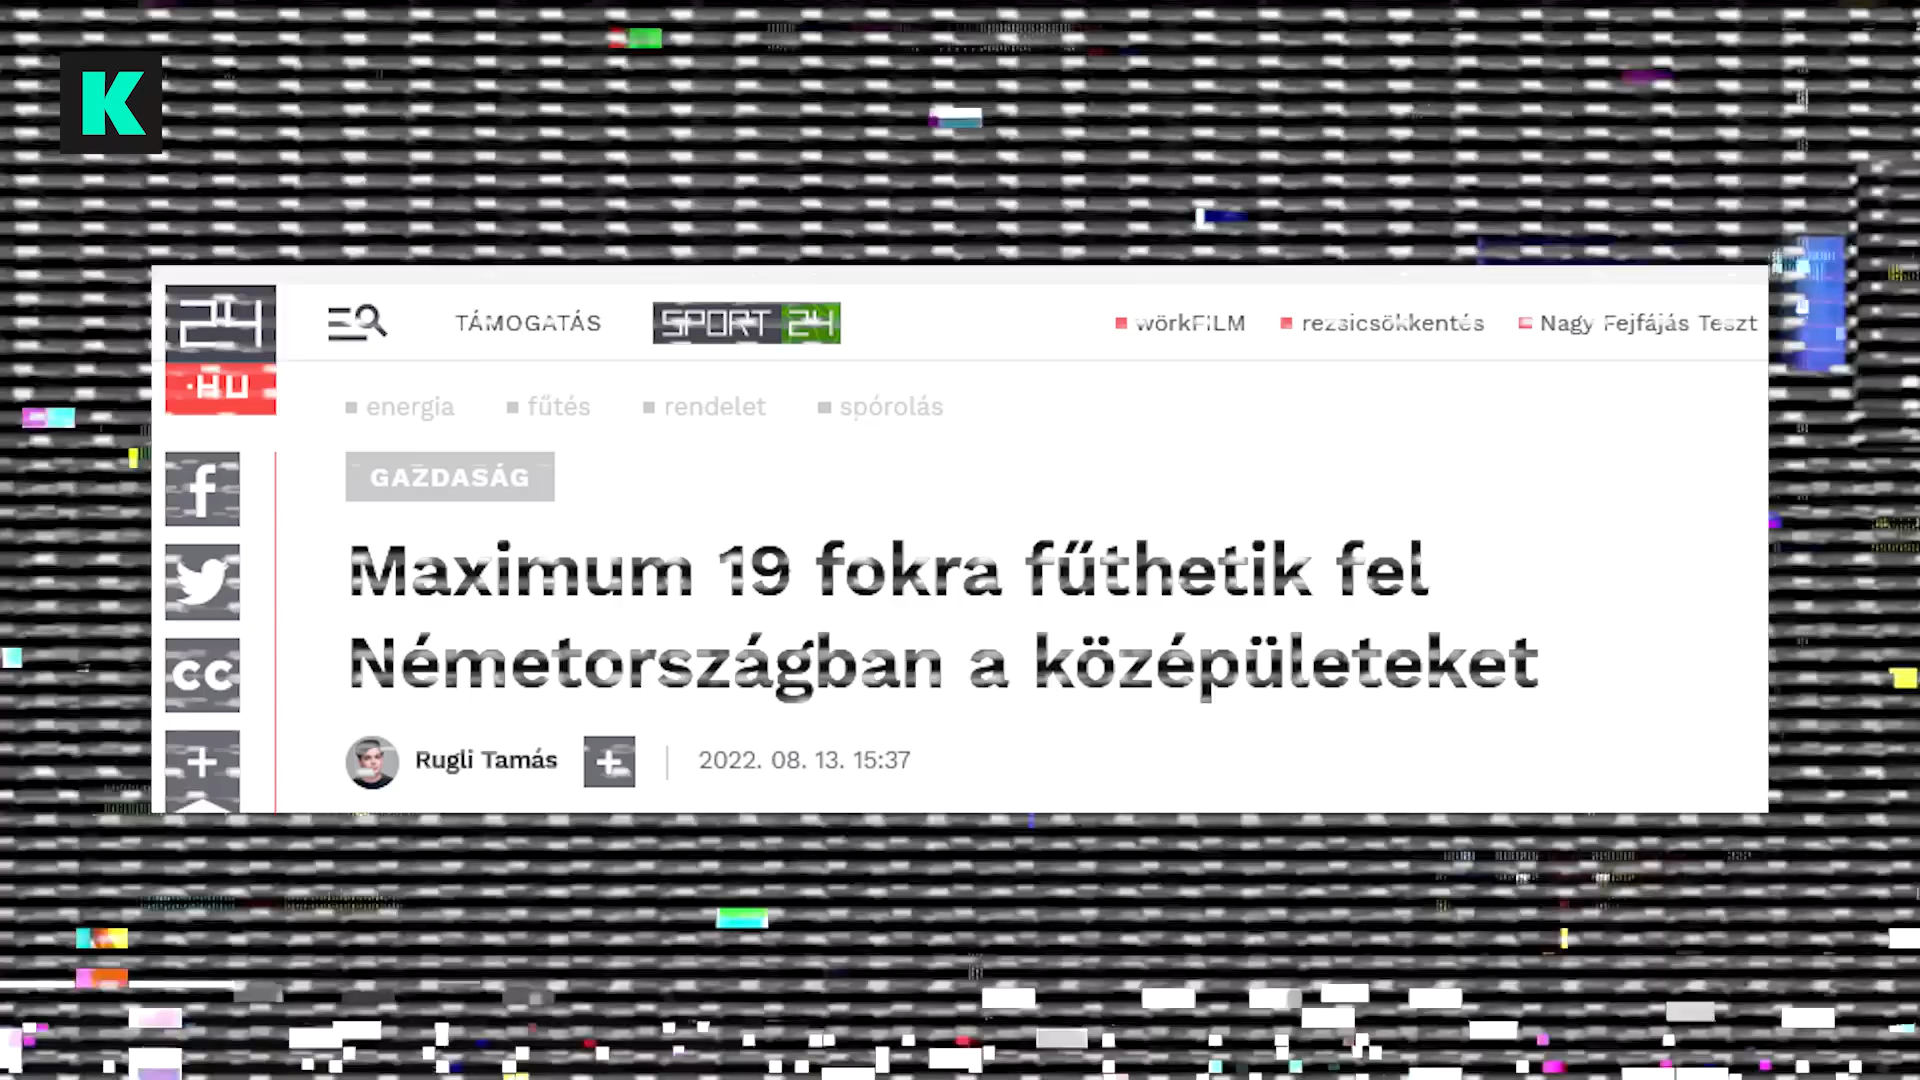 K
24
.HU
TÁMOGATÁS
SPORT 24
wörkFILM
rezsicsökkentés
Nagy Fejfájás Teszt
energia
fűtés
rendelet
spórolás
GAZDASÁG
Maximum 19 fokra fűthetik fel
Németországban a középületeket
cc
Rugli Tamás
2022. 08. 13. 15:37